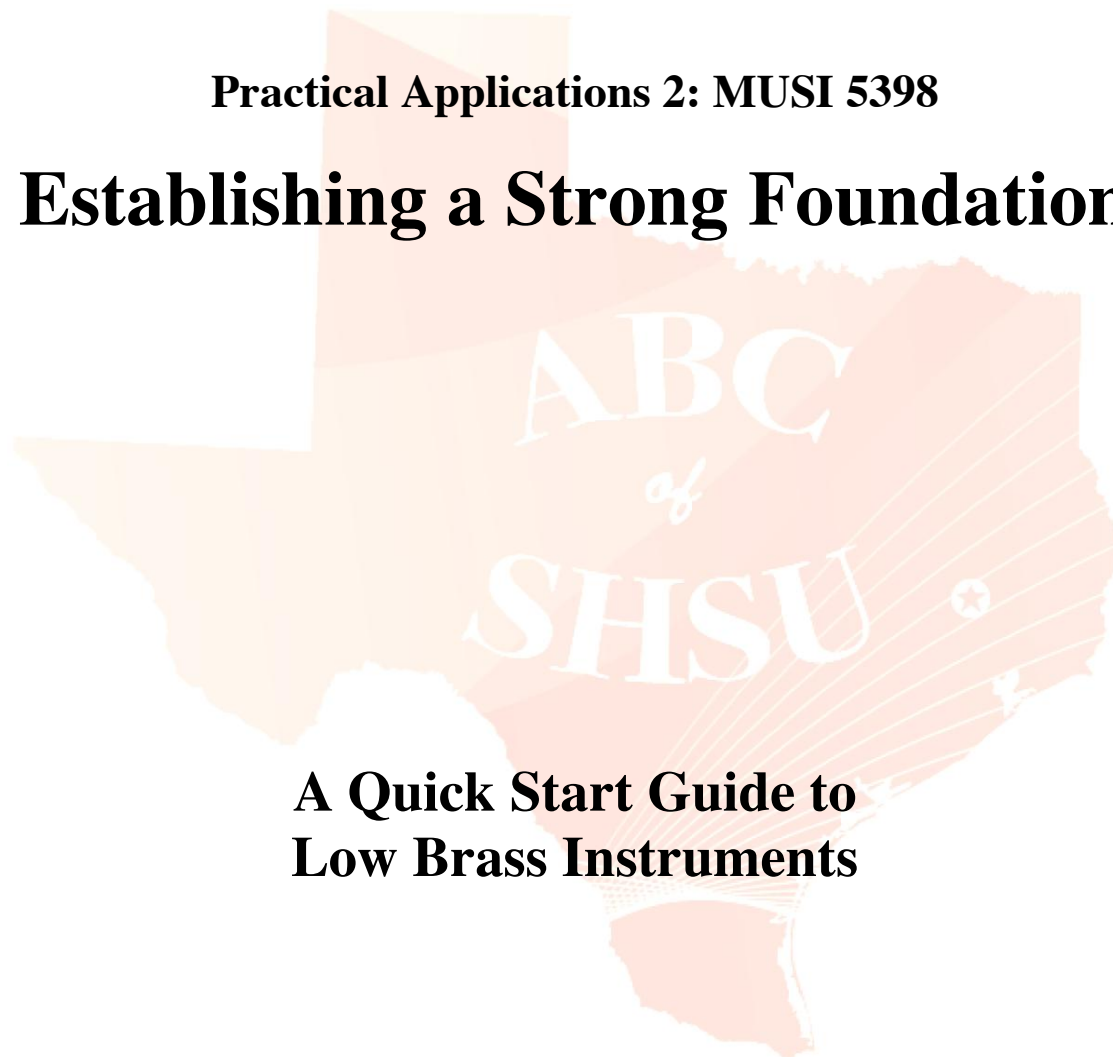 Practical Applications 2: MUSI 5398
Establishing a Strong Foundation
ABC
of
SHSU
A Quick Start Guide to
Low Brass Instruments